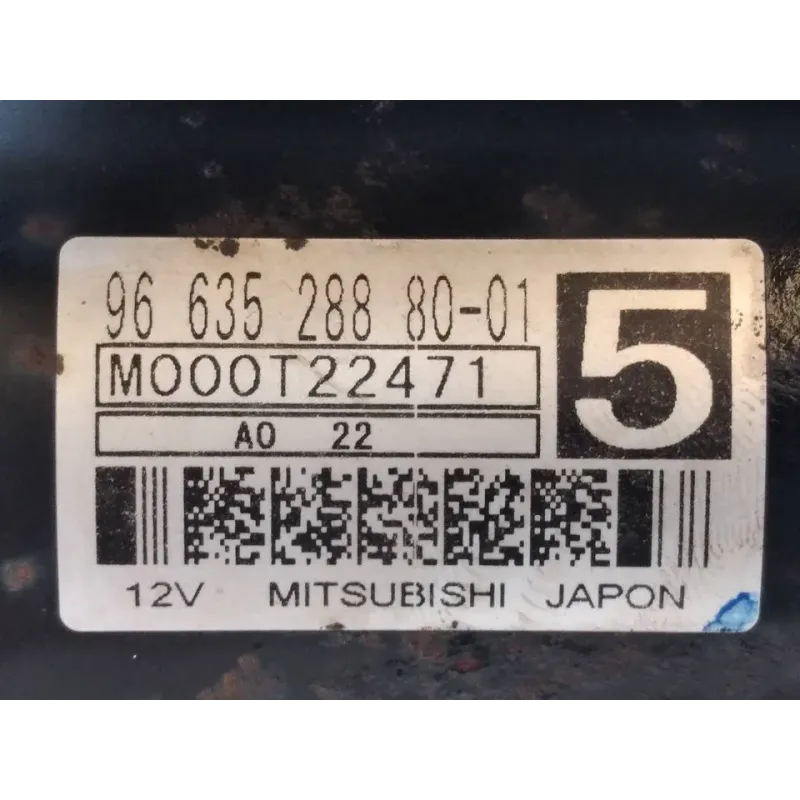 96 635 288 80-01
5
M000T22471
A0 22
12V MITSUBISHI JAPON